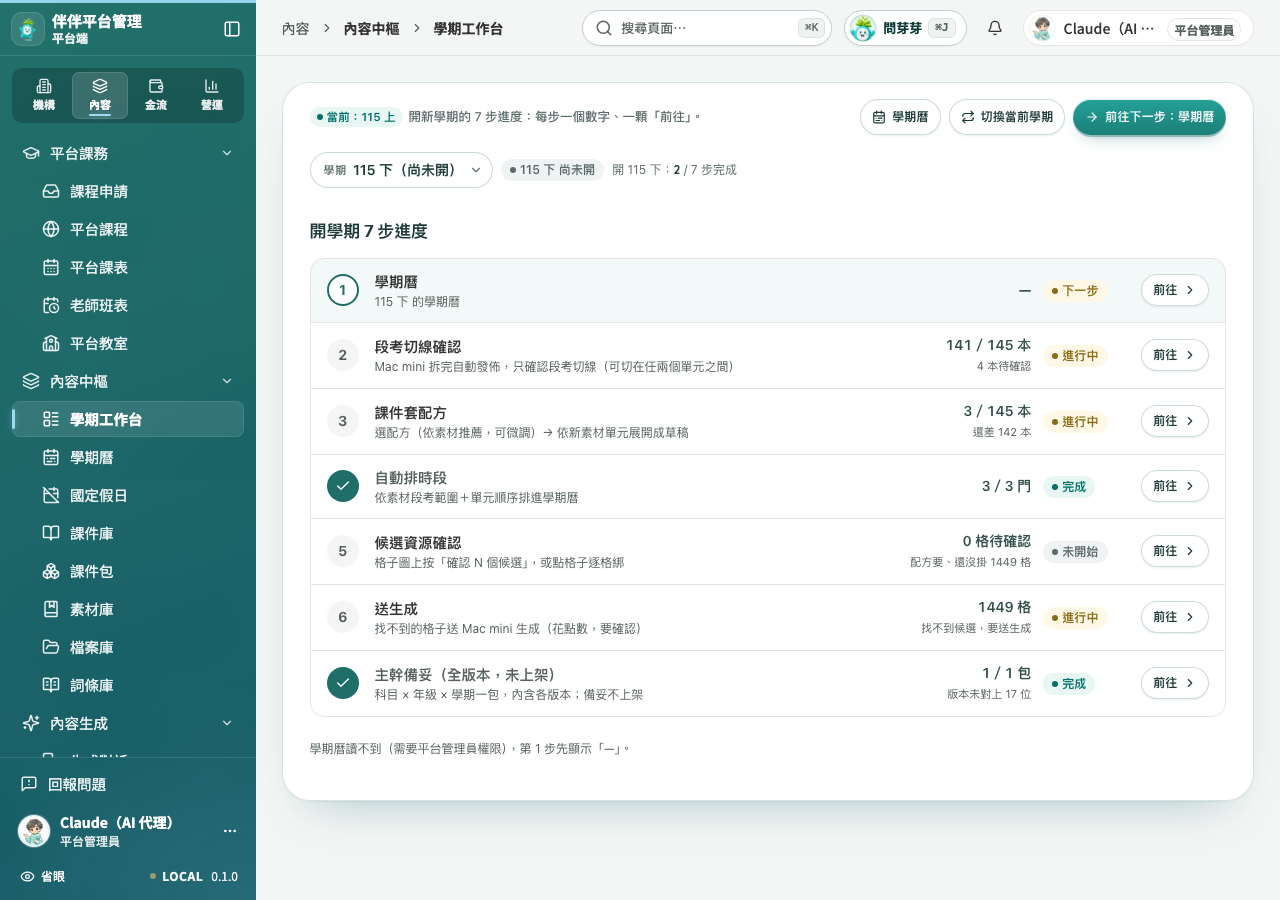 伴伴平台管理
平台端
機構
內容
金流
營運
平台課務
課程申請
平台課程
平台課表
老師班表
平台教室
內容中樞
學期工作台
學期曆
國定假日
課件庫
課件包
素材庫
檔案庫
詞條庫
內容生成
回報問題
Claude（AI 代理）
平台管理員
省眼
LOCAL 0.1.0
內容 > 內容中樞 > 學期工作台
搜尋頁面…
⌘K
問芽芽
⌘J
Claude（AI …
平台管理員
當前：115 上
開新學期的 7 步進度：每步一個數字、一顆「前往」。
學期曆
切換當前學期
前往下一步：學期曆
學期 115 下（尚未開）
115 下 尚未開
開 115 下：2 / 7 步完成
開學期 7 步進度
1
學期曆
115 下 的學期曆
—
下一步
前往
2
段考切線確認
Mac mini 拆完自動發佈，只確認段考切線（可切在任兩個單元之間）
141 / 145 本
4 本待確認
進行中
前往
3
課件套配方
選配方（依素材推薦，可微調）→ 依新素材單元展開成草稿
3 / 145 本
還差 142 本
進行中
前往
自動排時段
依素材段考範圍＋單元順序排進學期曆
3 / 3 門
完成
前往
5
候選資源確認
格子圖上按「確認 N 個候選」，或點格子逐格綁
0 格待確認
配方要、還沒掛 1449 格
未開始
前往
6
送生成
找不到的格子送 Mac mini 生成（花點數，要確認）
1449 格
找不到候選，要送生成
進行中
前往
主幹備妥（全版本，未上架）
科目 × 年級 × 學期一包，內含各版本；備妥不上架
1 / 1 包
版本未對上 17 位
完成
前往
學期曆讀不到（需要平台管理員權限），第 1 步先顯示「—」。